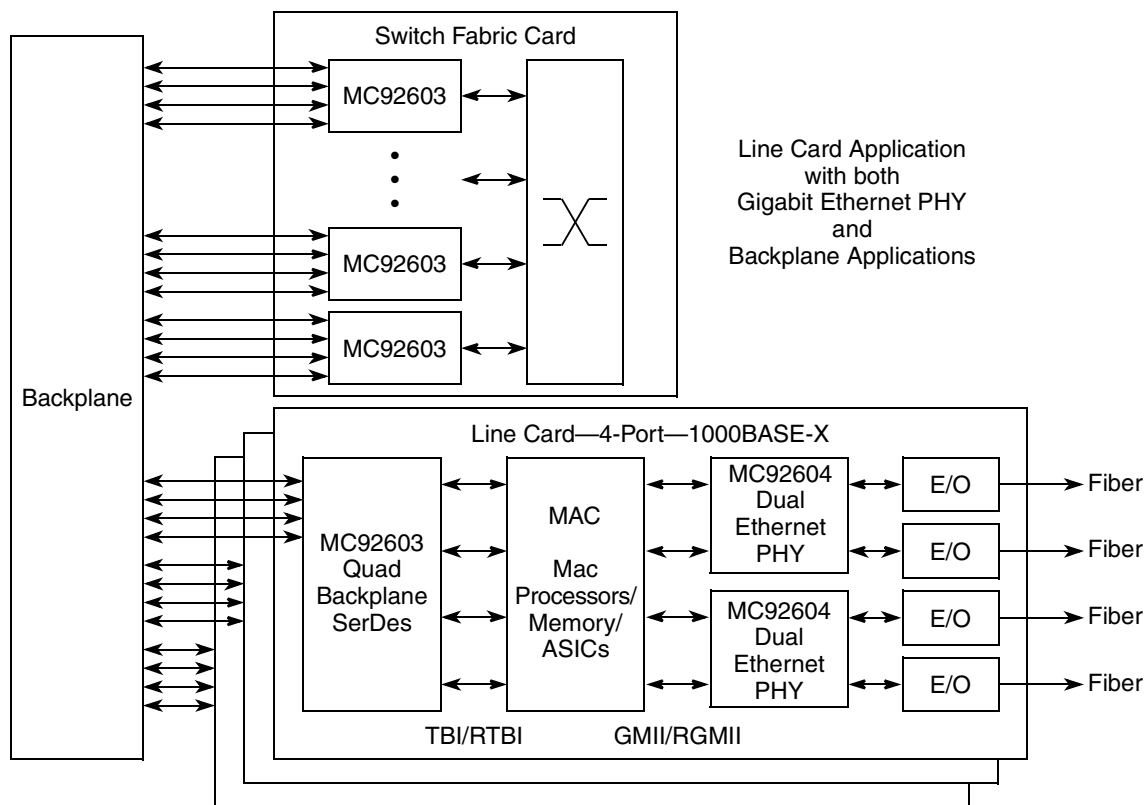 Switch Fabric Card
MC92603
MC92603
MC92603
Line Card Application
with both
Gigabit Ethernet PHY
and
Backplane Applications
Backplane
Line Card—4-Port—1000BASE-X
MC92603
Quad
Backplane
SerDes
MAC
Mac
Processors/
Memory/
ASICs
MC92604
Dual
Ethernet
PHY
MC92604
Dual
Ethernet
PHY
E/O
Fiber
E/O
Fiber
E/O
Fiber
E/O
Fiber
TBI/RTBI
GMII/RGMII